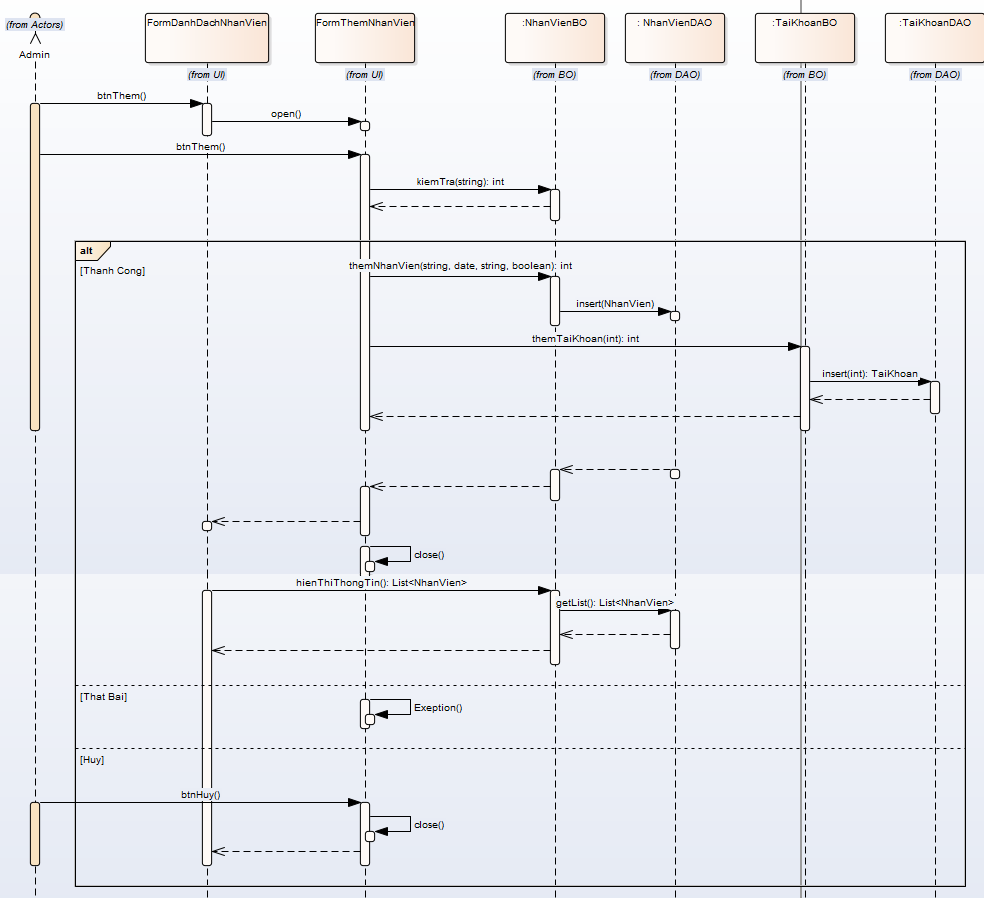 (from Actors)
Admin
FormDanhDachNhanVien
(from UI)
FormThemNhanVien
(from UI)
:NhanVienBO
(from BO)
: NhanVienDAO
(from DAO)
:TaiKhoanBO
(from BO)
:TaiKhoanDAO
(from DAO)
btnThem()
open()
btnThem()
kiemTra(string): int
alt
[Thanh Cong]
themNhanVien(string, date, string, boolean): int
insert(NhanVien)
themTaiKhoan(int): int
insert(int): TaiKhoan
close()
hienThiThongTin(): List<NhanVien>
getList(): List<NhanVien>
[That Bai]
Exeption()
[Huy]
btnHuy()
close()